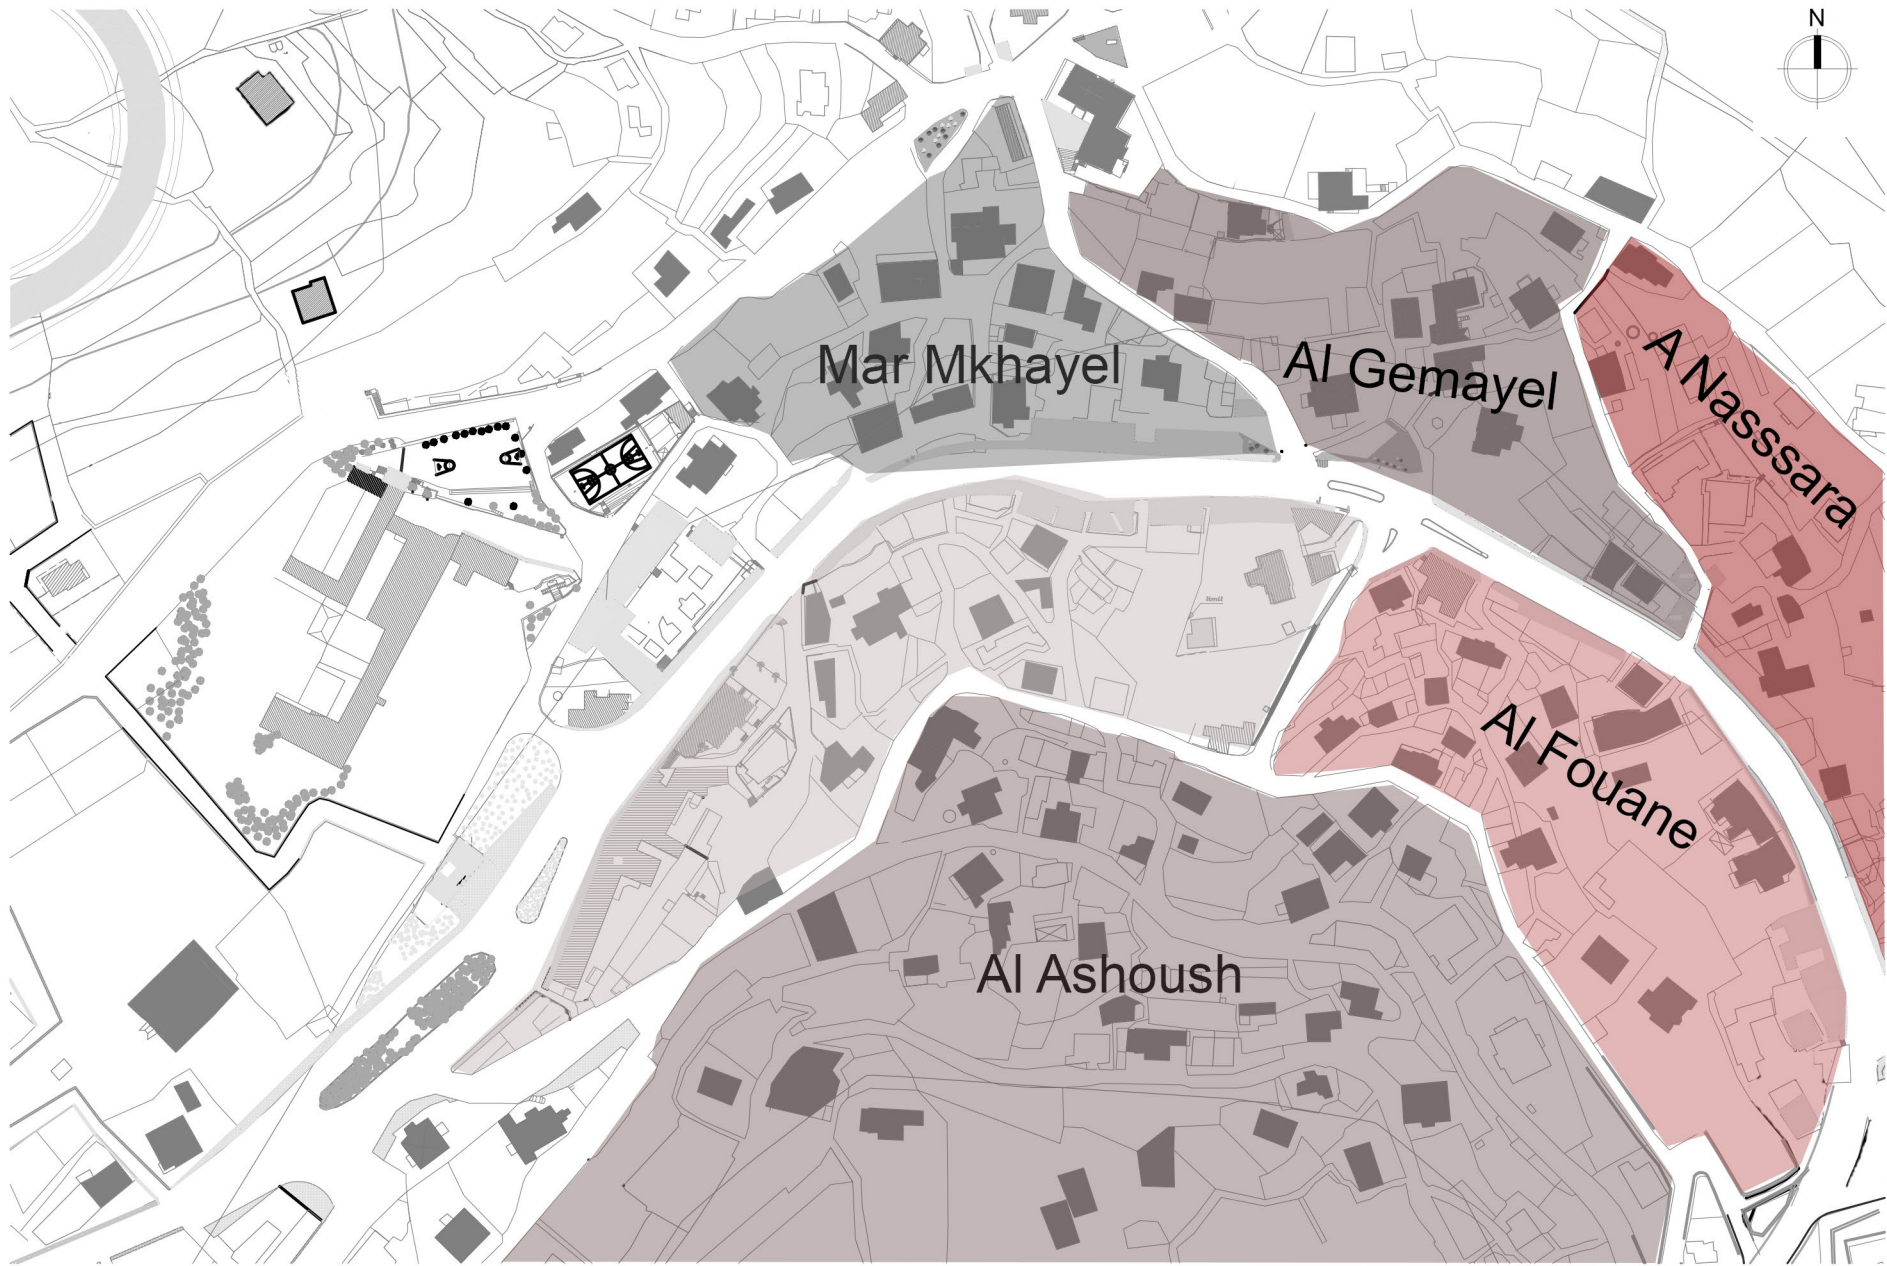 N
Mar Mkhayel
Al Gemayel
A Nasssara
Al Fouane
Al Ashoush